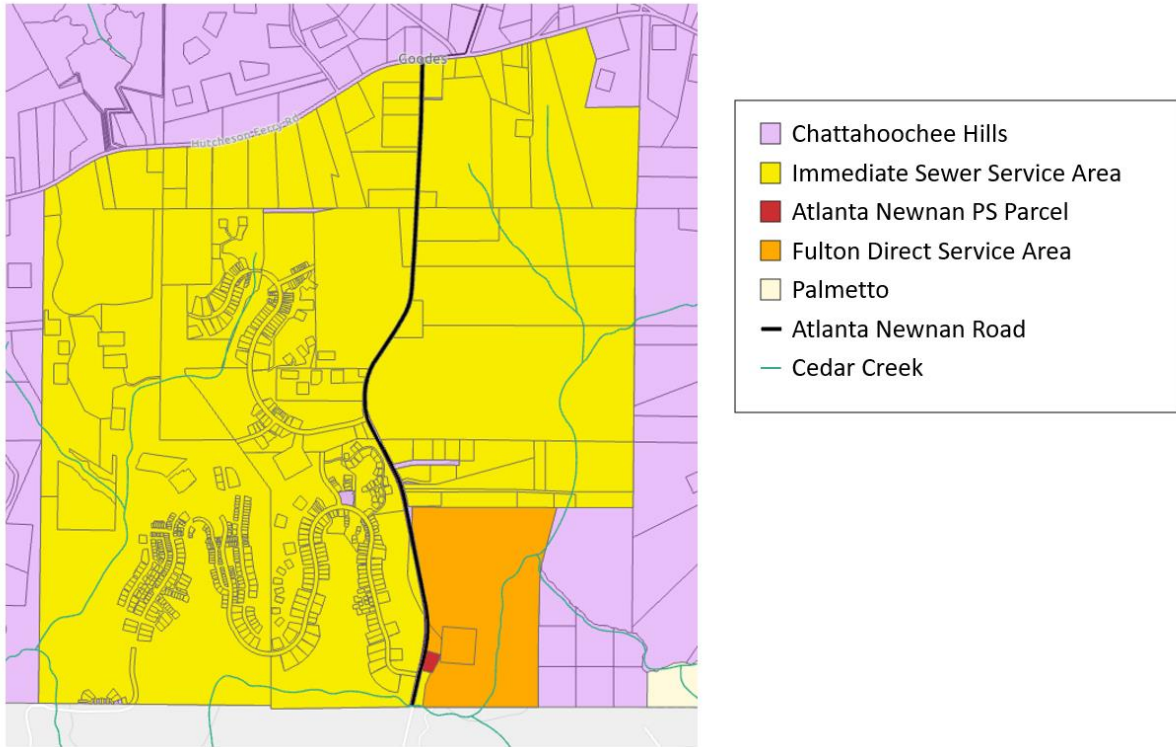 Goodes
Hutcheson Ferry Rd
Chattahoochee Hills
Immediate Sewer Service Area
Atlanta Newnan PS Parcel
Fulton Direct Service Area
Palmetto
Atlanta Newnan Road
Cedar Creek